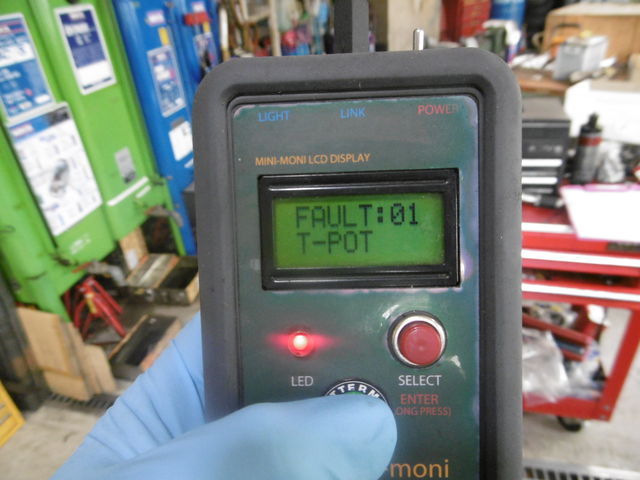 LIGHT LINK POWER
MINI-MONI LCD DISPLAY
FAULT:01
T-POT
LED SELECT
ENTER
(LONG PRESS)
-moni